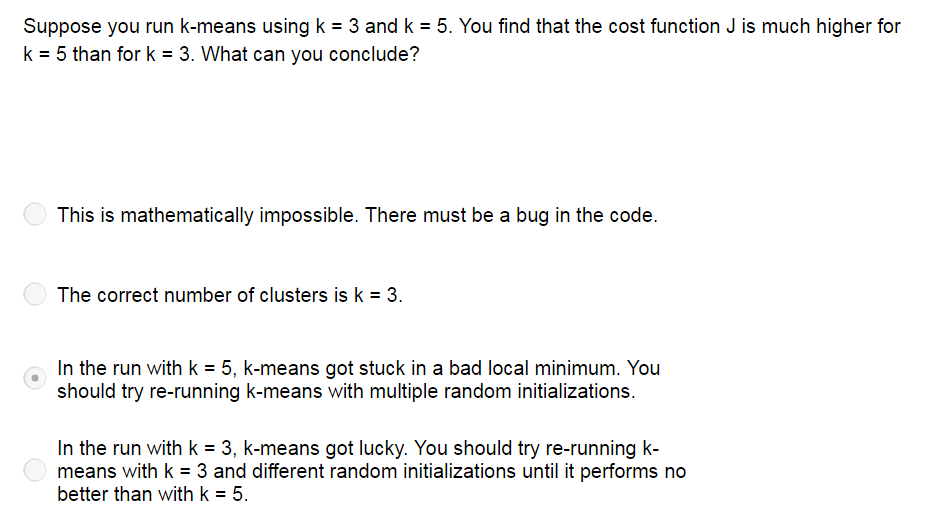 Suppose you run k-means using k = 3 and k = 5. You find that the cost function J is much higher for
k = 5 than for k = 3. What can you conclude?
This is mathematically impossible. There must be a bug in the code.
The correct number of clusters is k = 3.
In the run with k = 5, k-means got stuck in a bad local minimum. You
should try re-running k-means with multiple random initializations.
In the run with k = 3, k-means got lucky. You should try re-running k-
means with k = 3 and different random initializations until it performs no
better than with k = 5.